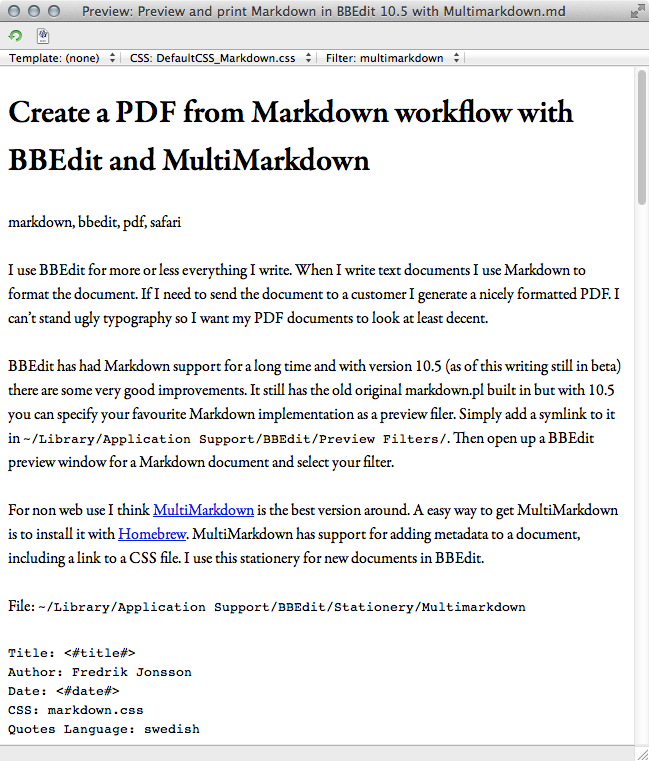 Preview: Preview and print Markdown in BBEdit 10.5 with Multimarkdown.md
Template: (none) CSS: DefaultCSS_Markdown.css Filter: multimarkdown
Create a PDF from Markdown workflow with
BBEdit and MultiMarkdown
markdown, bbedit, pdf, safari
I use BBEdit for more or less everything I write. When I write text documents I use Markdown to
format the document. If I need to send the document to a customer I generate a nicely formatted PDF. I
can't stand ugly typography so I want my PDF documents to look at least decent.
BBEdit has had Markdown support for a long time and with version 10.5 (as of this writing still in beta)
there are some very good improvements. It still has the old original markdown.pl built in but with 10.5
you can specify your favourite Markdown implementation as a preview filer. Simply add a symlink to it
in ~/Library/Application Support/BBEdit/Preview Filters/. Then open up a BBEdit
preview window for a Markdown document and select your filter.
For non web use I think MultiMarkdown is the best version around. A easy way to get MultiMarkdown
is to install it with Homebrew. MultiMarkdown has support for adding metadata to a document,
including a link to a CSS file. I use this stationery for new documents in BBEdit.
File: ~/Library/Application Support/BBEdit/Stationery/Multimarkdown
Title: <#title#>
Author: Fredrik Jonsson
Date: <#date#>
CSS: markdown.css
Quotes Language: swedish